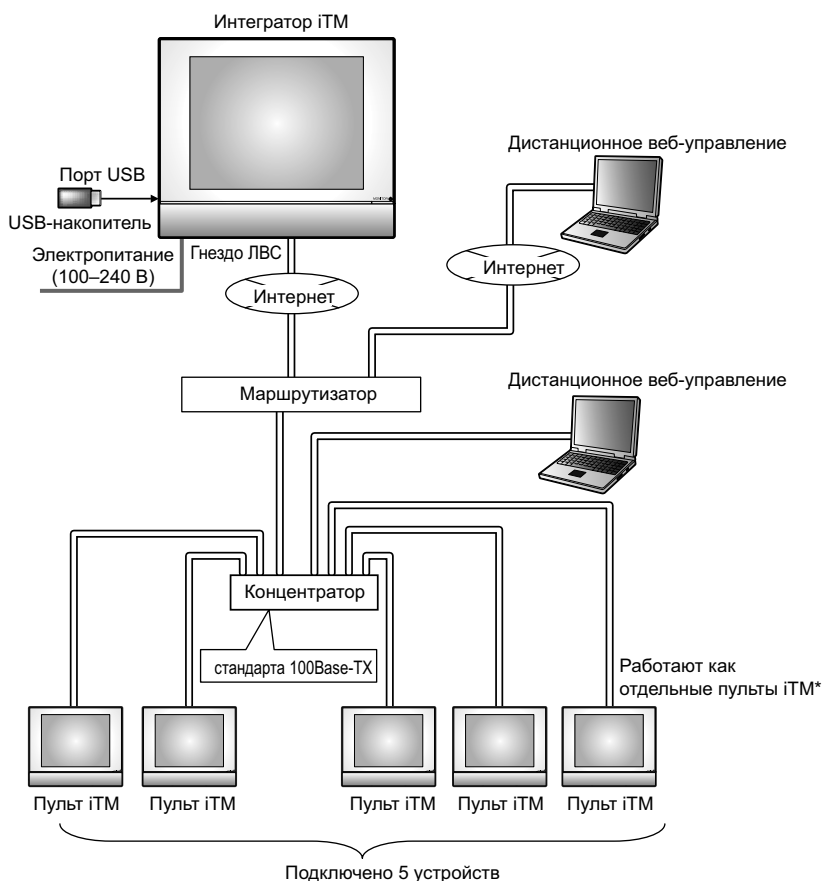 Интегратор iTM
Дистанционное веб-управление
Порт USB
USB-накопитель
Электропитание
(100–240 В)
Гнездо ЛВС
Интернет
Интернет
Маршрутизатор
Дистанционное веб-управление
Концентратор
стандарта 100Base-TX
Работают как
отдельные пульты iTM*
Пульт iTM
Пульт iTM
Пульт iTM
Пульт iTM
Пульт iTM
Подключено 5 устройств